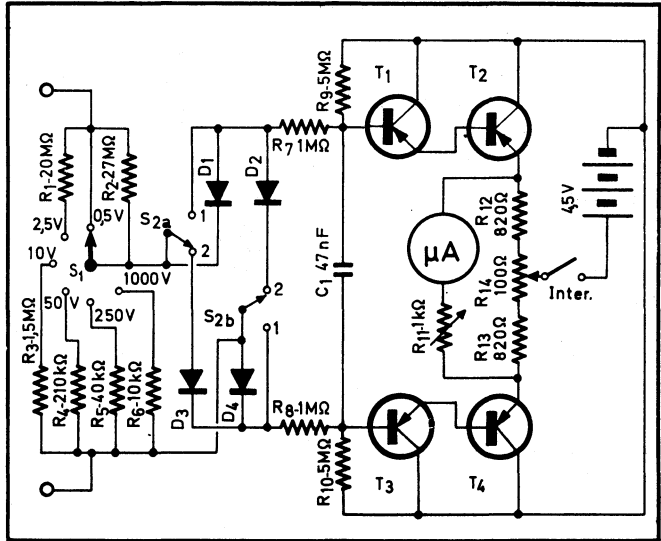 R9-5MΩ
T1
T2
R1-20MΩ
R2-27MΩ
R7 1MΩ
D1
D2
4,5V
2,5V
0,5V
S2a
1
2
R12
820Ω
10V
S1
1000V
µA
R14
100Ω
C1 47nF
S2b
2
1
Inter.
50V
250V
R11-1kΩ
R13
820Ω
R3-1,5MΩ
R4-210kΩ
R5-40kΩ
R6-10kΩ
D3
D4
R8-1MΩ
R10-5MΩ
T3
T4